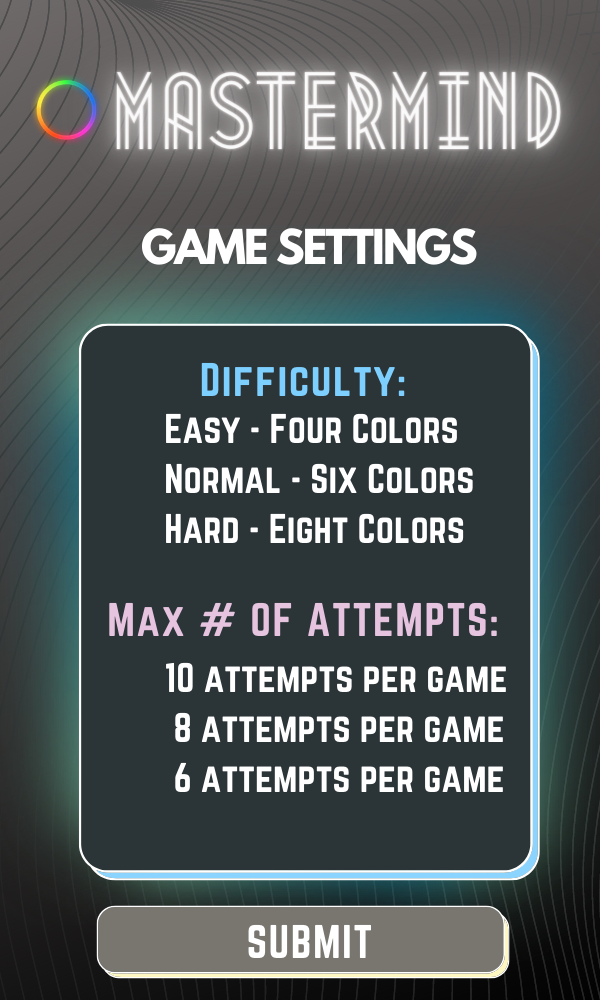 MASTERMIND
GAME SETTINGS
DIFFICULTY:
EASY - FOUR COLORS
NORMAL - SIX COLORS
HARD - EIGHT COLORS
MAX # OF ATTEMPTS:
10 ATTEMPTS PER GAME
8 ATTEMPTS PER GAME
6 ATTEMPTS PER GAME
SUBMIT